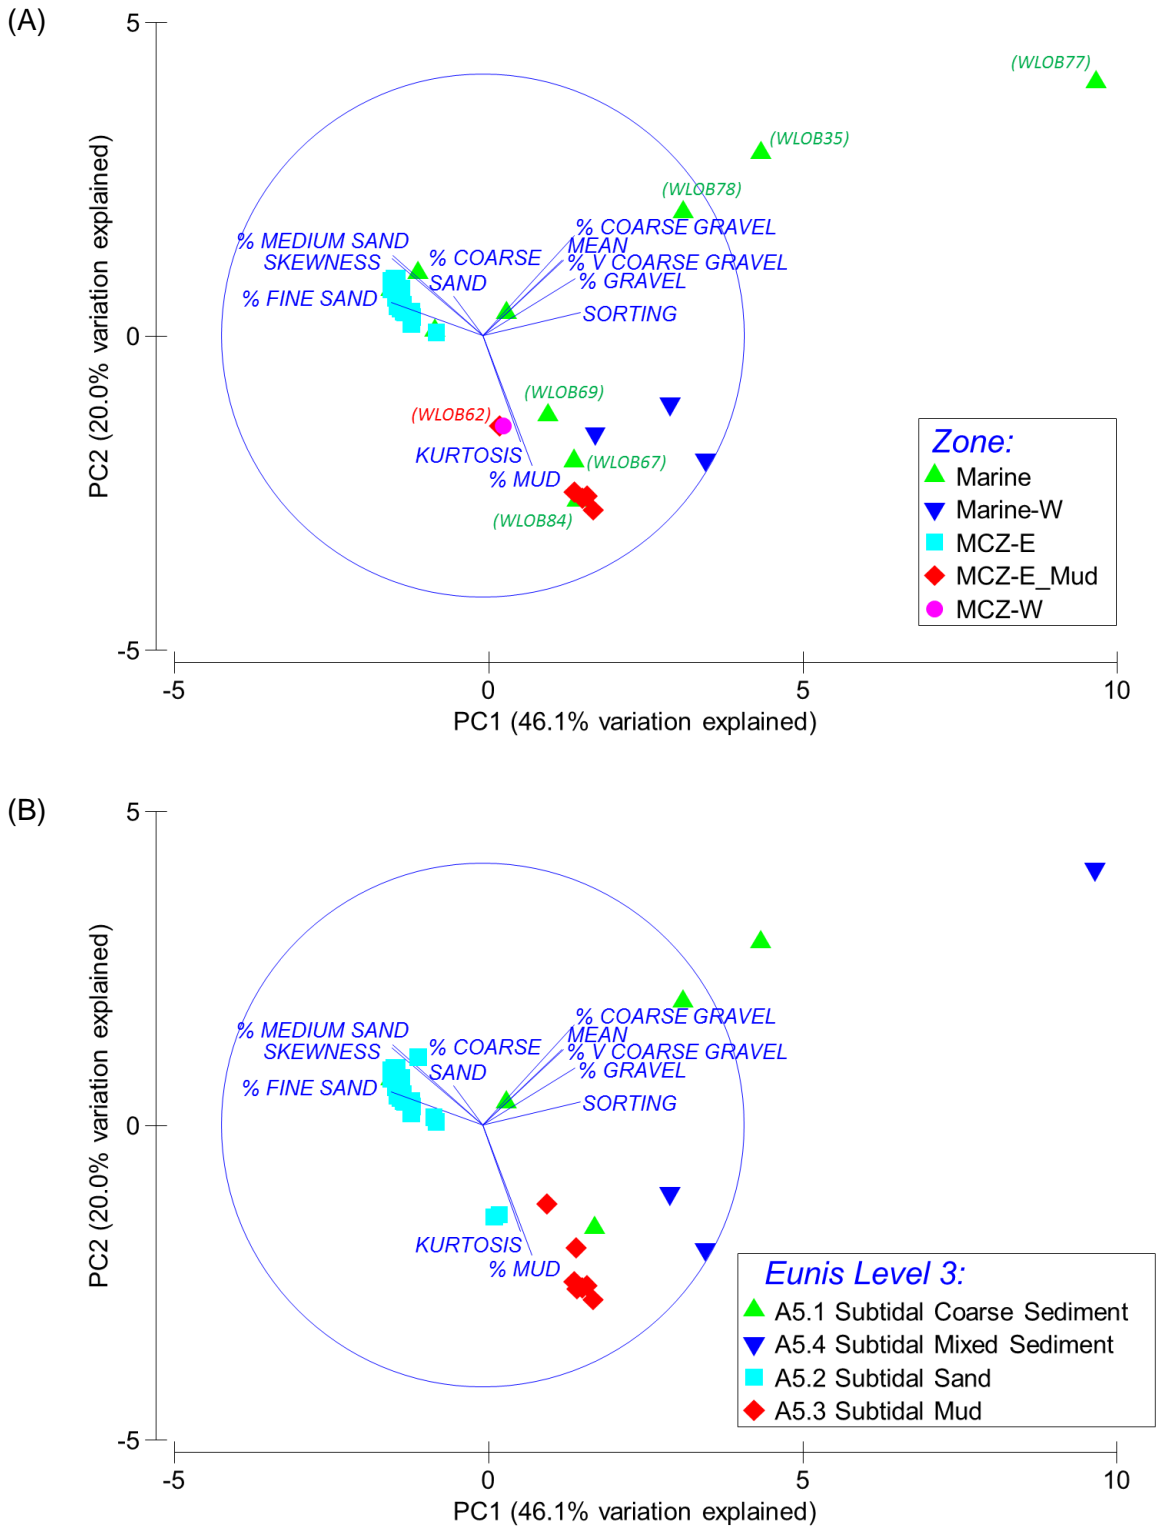 (A)
5
(WLOB77)
(WLOB35)
(WLOB78)
% COARSE GRAVEL
% MEDIUM SAND
MEAN
% COARSE
SAND
SKEWNESS
% V COARSE GRAVEL
% GRAVEL
% FINE SAND
SORTING
0
PC2 (20.0% variation explained)
(WLOB69)
(WLOB62)
KURTOSIS
(WLOB67)
% MUD
(WLOB84)
Zone:
Marine
Marine-W
MCZ-E
MCZ-E_Mud
MCZ-W
-5
-5
0
5
10
PC1 (46.1% variation explained)
(B)
5
% COARSE GRAVEL
% MEDIUM SAND
MEAN
% COARSE
SAND
SKEWNESS
% V COARSE GRAVEL
% GRAVEL
% FINE SAND
SORTING
0
PC2 (20.0% variation explained)
KURTOSIS
% MUD
Eunis Level 3:
A5.1 Subtidal Coarse Sediment
A5.4 Subtidal Mixed Sediment
A5.2 Subtidal Sand
A5.3 Subtidal Mud
-5
-5
0
5
10
PC1 (46.1% variation explained)